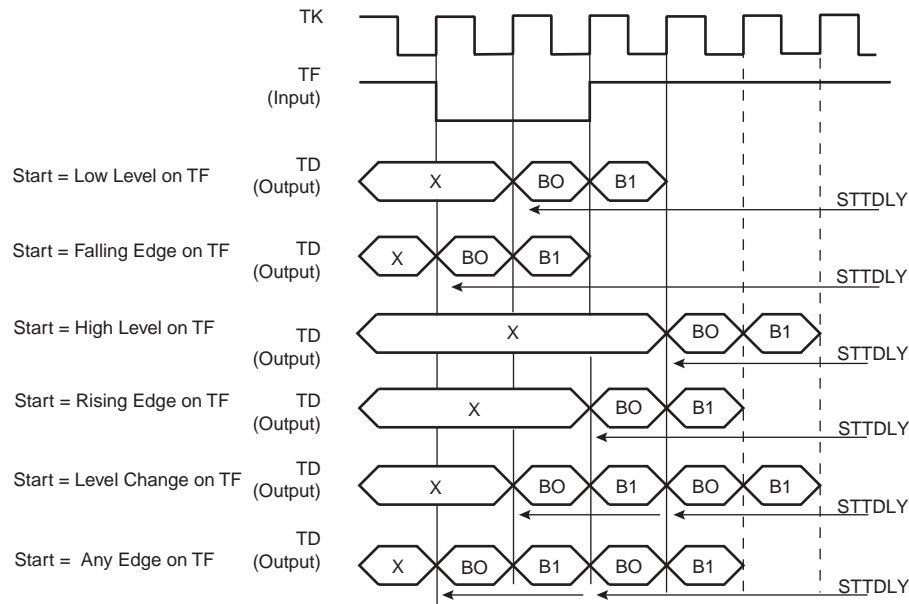 TK
TF
(Input)
Start = Low Level on TF
TD
(Output)
X
BO
B1
STTDLY
Start = Falling Edge on TF
TD
(Output)
X
BO
B1
STTDLY
Start = High Level on TF
TD
(Output)
X
BO
B1
STTDLY
Start = Rising Edge on TF
TD
(Output)
X
BO
B1
STTDLY
Start = Level Change on TF
TD
(Output)
X
BO
B1
BO
B1
STTDLY
Start = Any Edge on TF
TD
(Output)
X
BO
B1
BO
B1
STTDLY